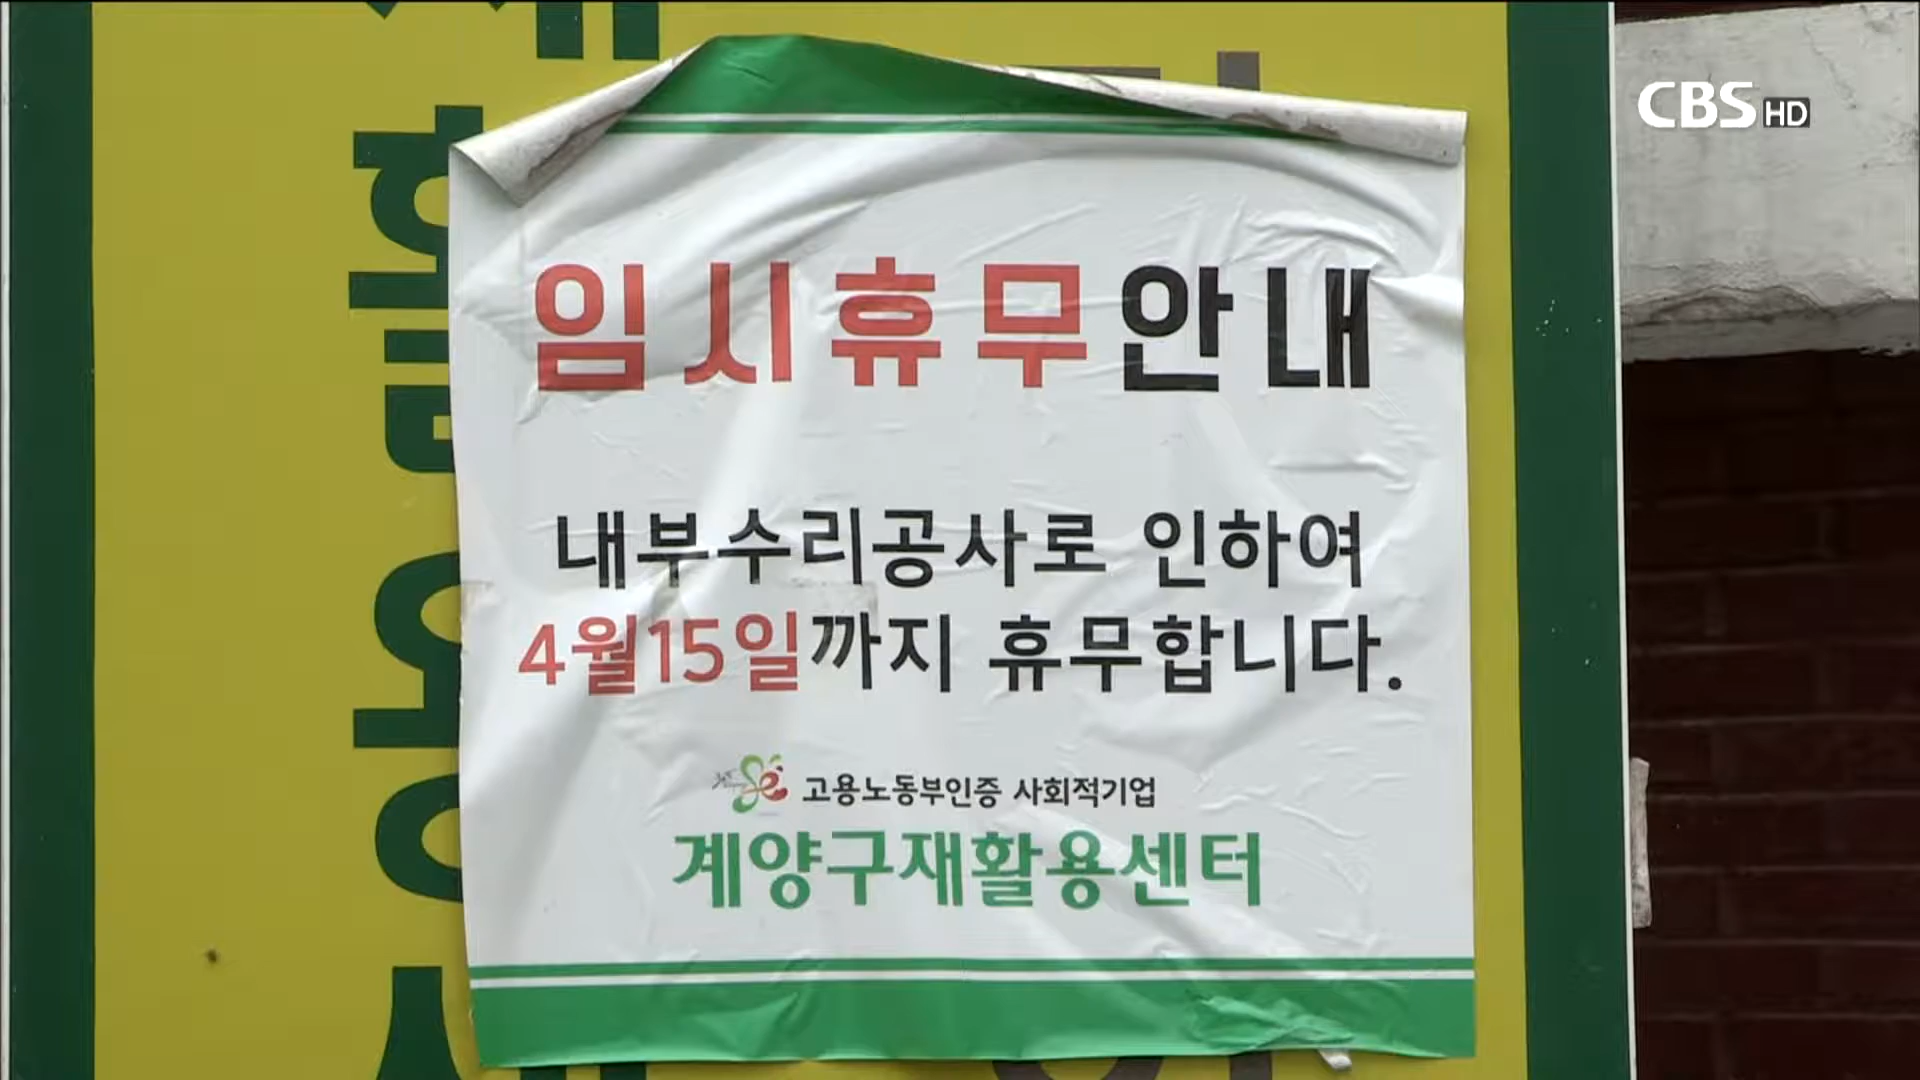 CBS HD
임시휴무안내
내부수리공사로 인하여
4월15일까지 휴무합니다.
고용노동부인증 사회적기업
계양구재활용센터